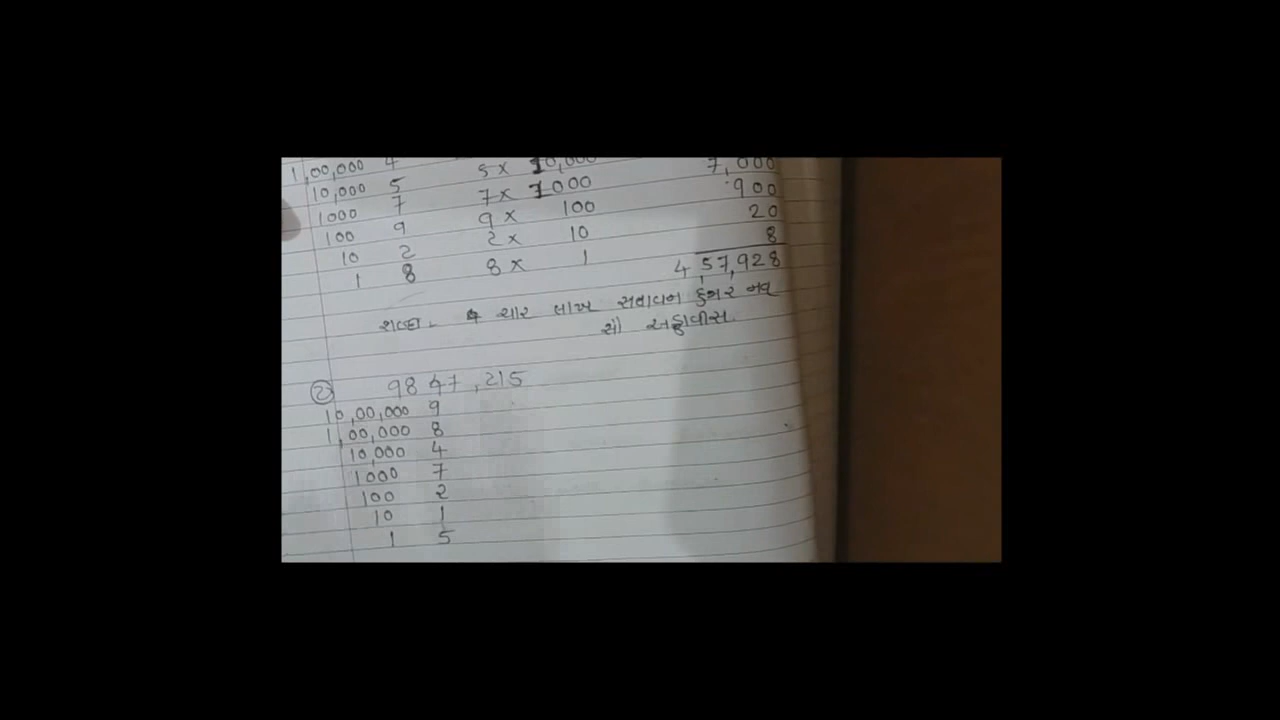 1,00,000 4
10,000 5 5 x 10,000 7,000
1000 7 7 x 1000 900
100 9 9 x 100 20
10 2 2 x 10 8
1 8 8 x 1 4,57,928
શબ્દો - ચાર લાખ સત્તાવન હજાર નવ
સો અઠ્ઠાવીસ
② 9847,215
10,00,000 9
1,00,000 8
10,000 4
1000 7
100 2
10 1
1 5